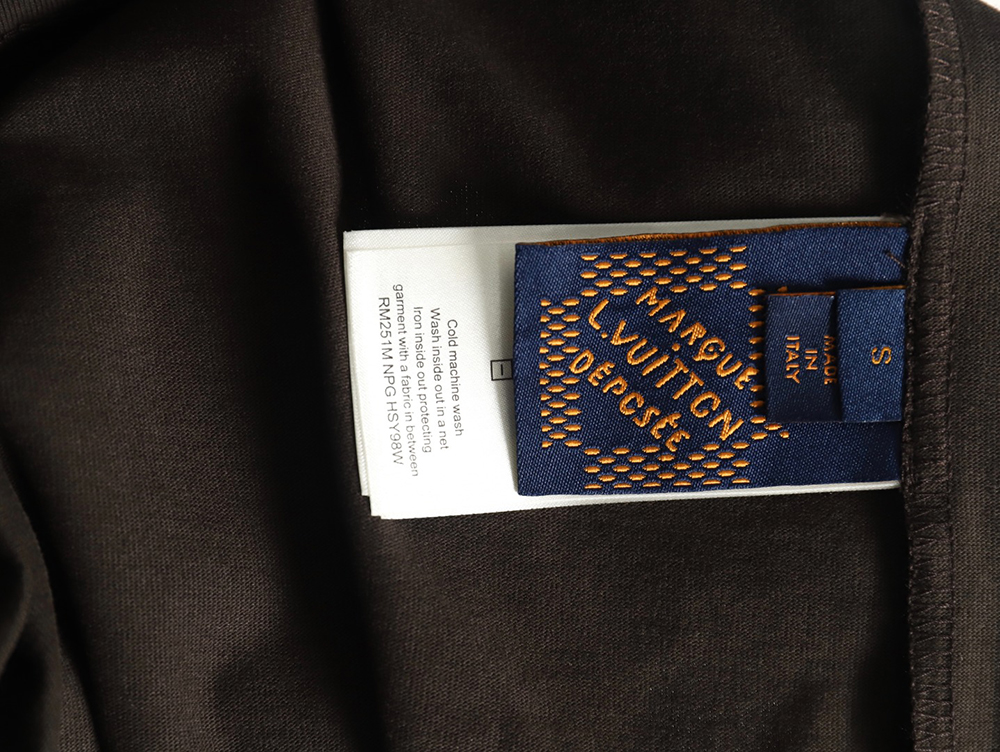 Cold machine wash
Wash inside out in a net
Iron inside out protecting
garment with a fabric in between
RM251M NPG HSY98W
MARQUE
L.VUITTON
DEPOSÉE
S
MADE
IN
ITALY